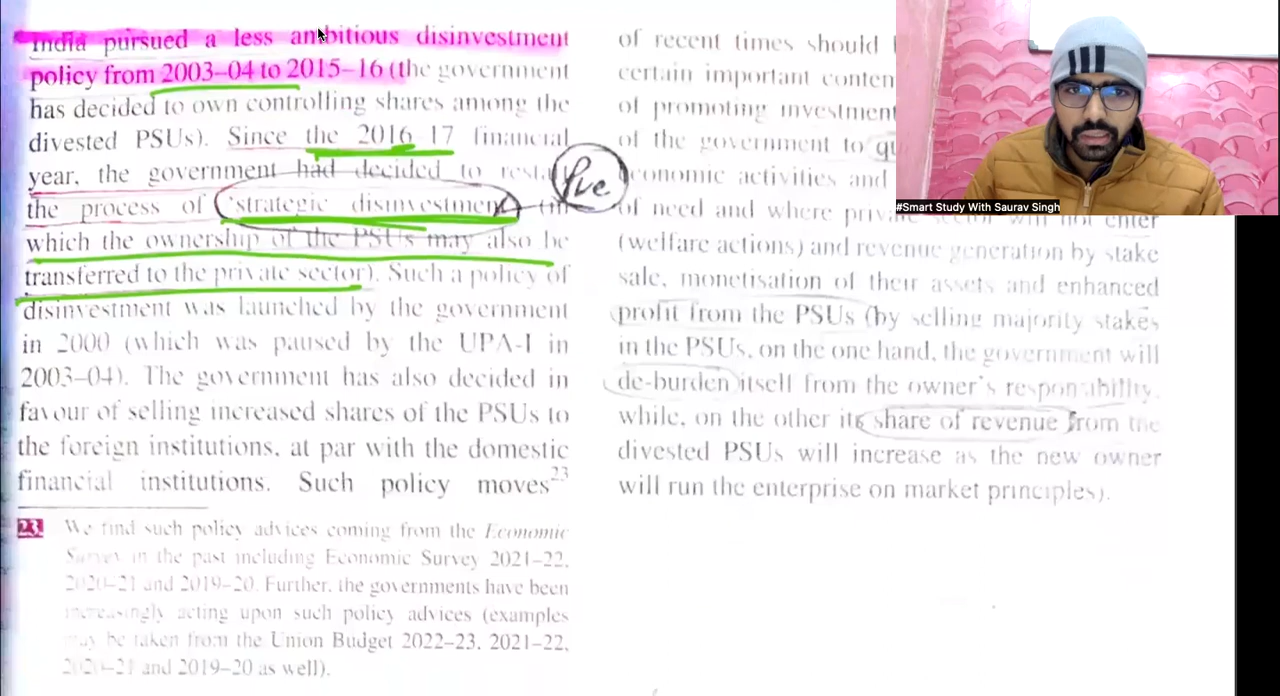 India pursued a less ambitious disinvestment
policy from 2003–04 to 2015–16 (the government
has decided to own controlling shares among the
divested PSUs). Since the 2016 17 financial
year, the government had decided to
the process of 'strategic disinvestment
which the ownership of the PSUs may also be
transferred to the private sector). Such a policy of
disinvestment was launched by the government
in 2000 (which was paused by the UPA-I in
2003–04). The government has also decided in
favour of selling increased shares of the PSUs to
the foreign institutions, at par with the domestic
financial institutions. Such policy moves23
23. We find such policy advices coming from the Economic
Survey in the past including Economic Survey 2021–22,
2020–21 and 2019–20. Further, the governments have been
increasingly acting upon such policy advices (examples
may be taken from the Union Budget 2022–23, 2021–22,
2020–21 and 2019–20 as well).
Pve
of recent times should
certain important
of promoting investment
of the government to
economic activities and
of need and where private sector will not enter
(welfare actions) and revenue generation by stake
sale, monetisation of their assets and enhanced
profit from the PSUs (by selling majority stakes
in the PSUs, on the one hand, the government will
de-burden itself from the owner's responsibility,
while, on the other its share of revenue from the
divested PSUs will increase as the new owner
will run the enterprise on market principles).
#Smart Study With Saurav Singh